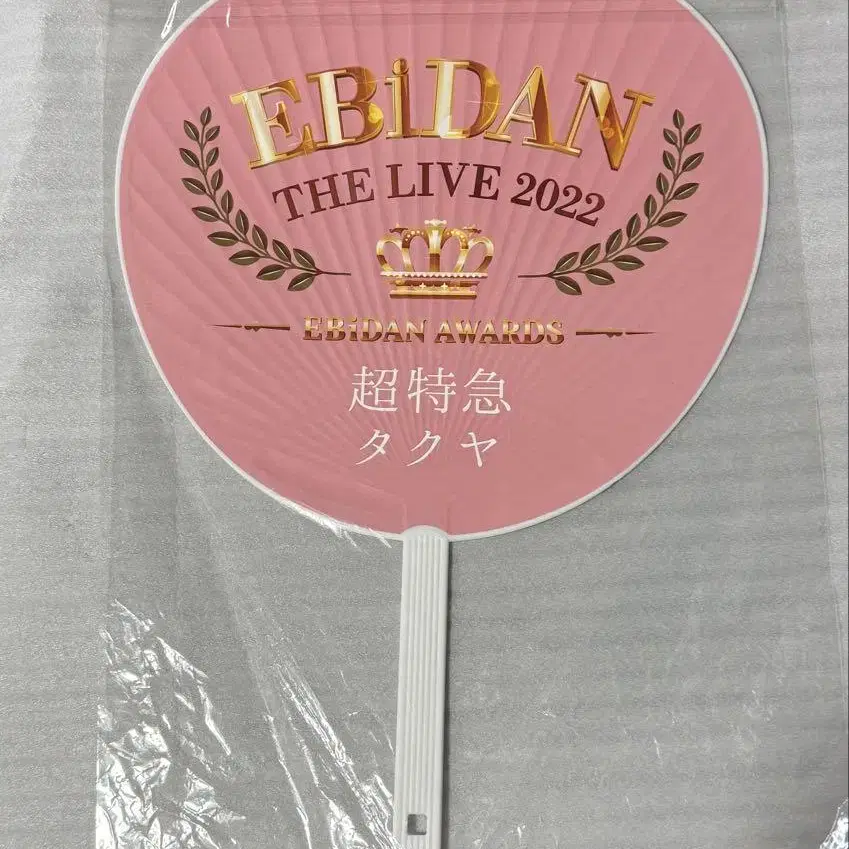 EBiDAN
THE LIVE 2022
EBiDAN AWARDS
超特急
タクヤ